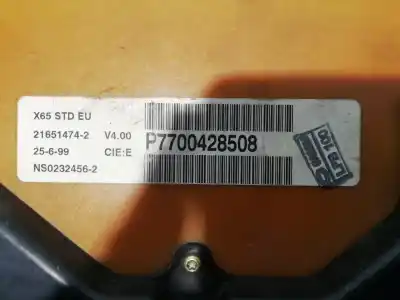 X65 STD EU
21651474-2 V4.00
25-6-99 CIE:E
NS0232456-2
P7700428508